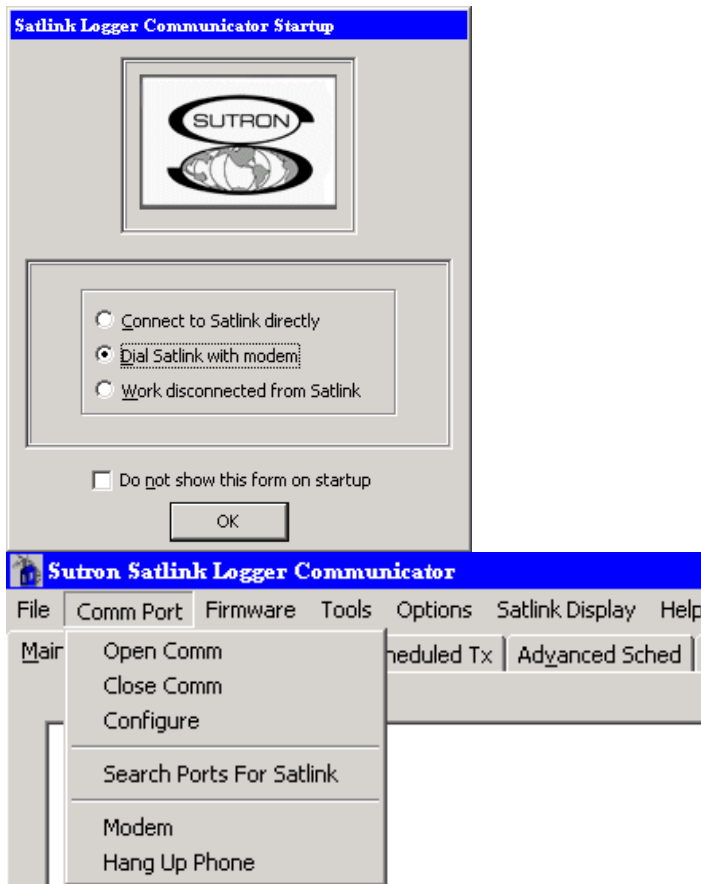 Satlink Logger Communicator Startup
SUTRON
Connect to Satlink directly
Dial Satlink with modem
Work disconnected from Satlink
Do not show this form on startup
OK
Sutron Satlink Logger Communicator
File Comm Port Firmware Tools Options Satlink Display Help
Main heduled Tx Advanced Sched
Open Comm
Close Comm
Configure
Search Ports For Satlink
Modem
Hang Up Phone